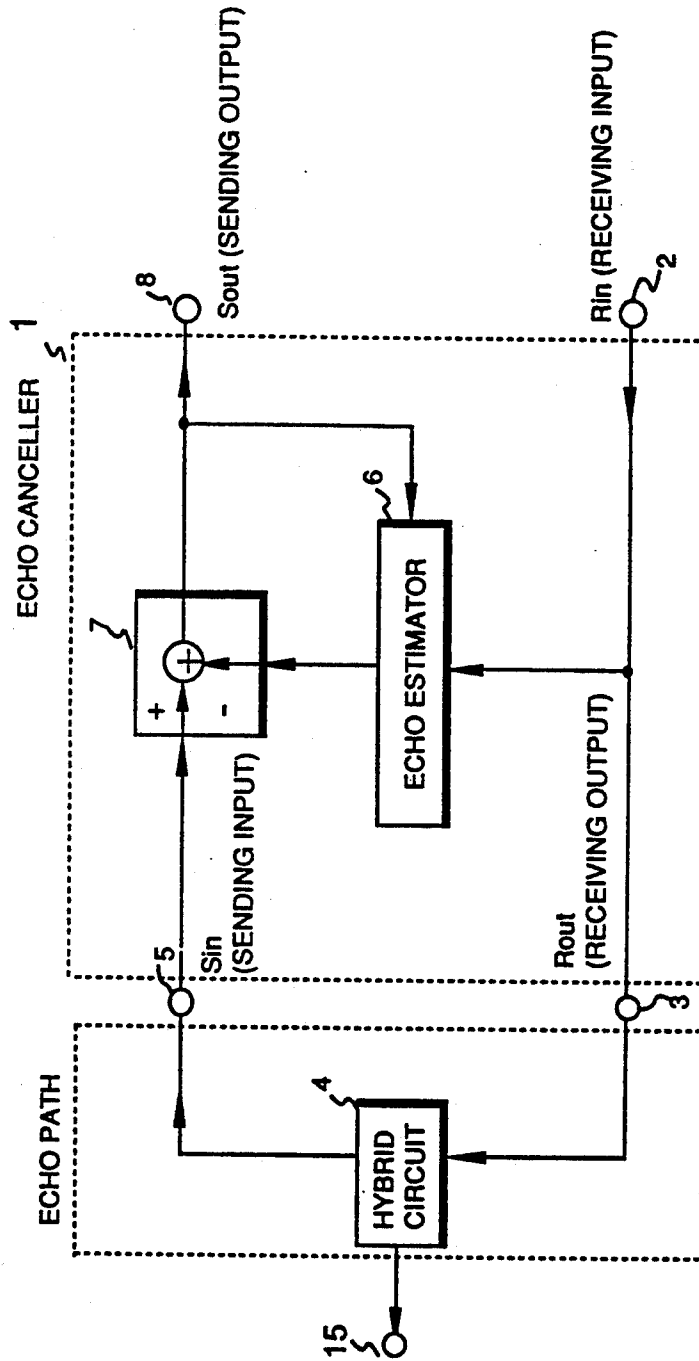 ECHO CANCELLER 1
ECHO PATH
7
+
-
8
Sout (SENDING OUTPUT)
5
Sin
(SENDING INPUT)
6
ECHO ESTIMATOR
4
HYBRID
CIRCUIT
15
Rout
(RECEIVING OUTPUT)
3
Rin (RECEIVING INPUT)
2